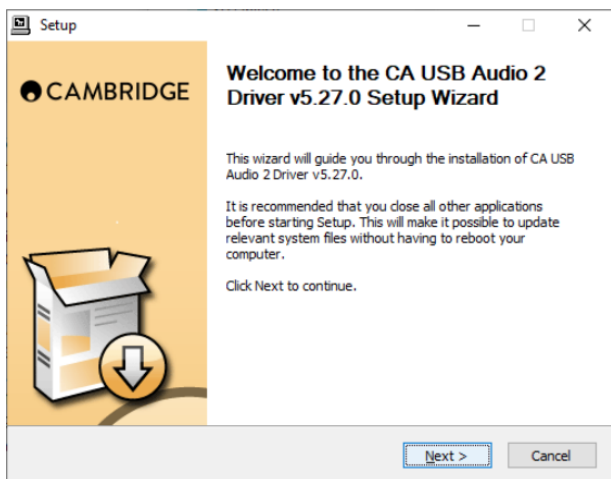 Setup
CAMBRIDGE
Welcome to the CA USB Audio 2
Driver v5.27.0 Setup Wizard
This wizard will guide you through the installation of CA USB
Audio 2 Driver v5.27.0.
It is recommended that you close all other applications
before starting Setup. This will make it possible to update
relevant system files without having to reboot your
computer.
Click Next to continue.
Next >
Cancel